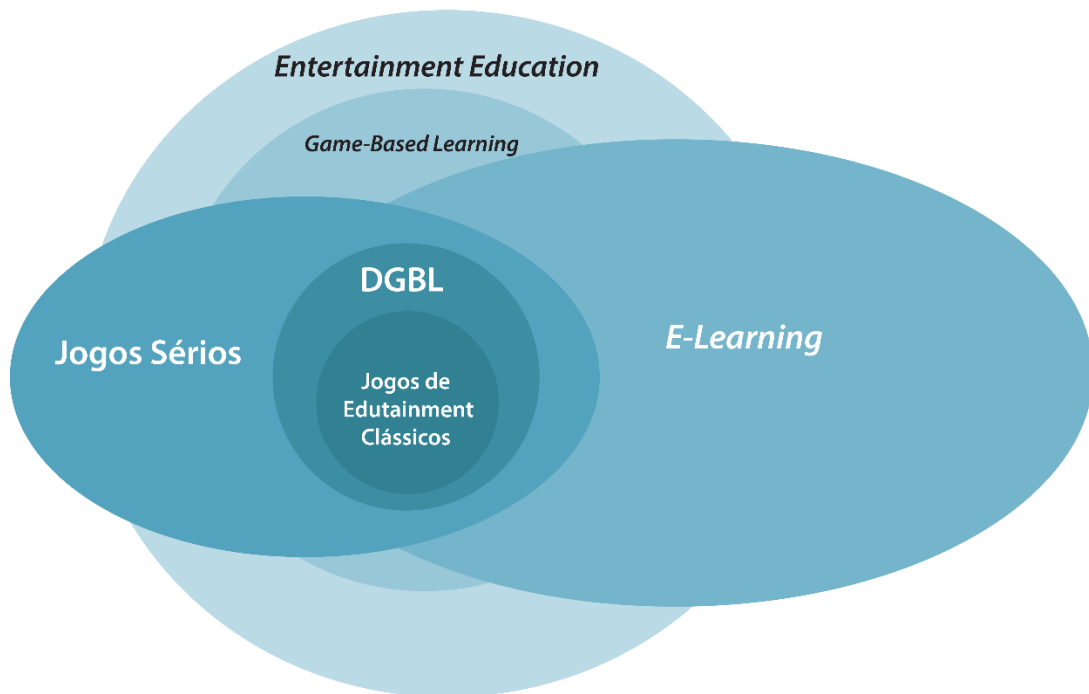 Entertainment Education
Game-Based Learning
DGBL
Jogos Sérios
E-Learning
Jogos de
Edutainment
Clássicos